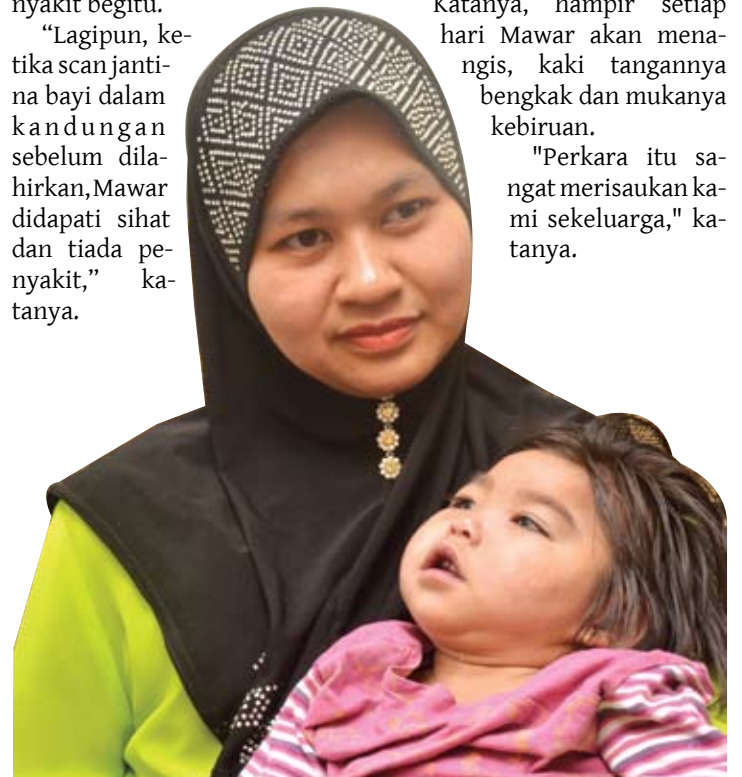 nyakit begitu.
“Lagipun, ke-
tika scan janti-
na bayi dalam
kandungan
sebelum dila-
hirkan,Mawar
didapati sihat
dan tiada pe-
nyakit,” ka-
tanya.
Katanya, hampir setiap
hari Mawar akan mena-
ngis, kaki tangannya
bengkak dan mukanya
kebiruan.
"Perkara itu sa-
ngat merisaukan ka-
mi sekeluarga," ka-
tanya.